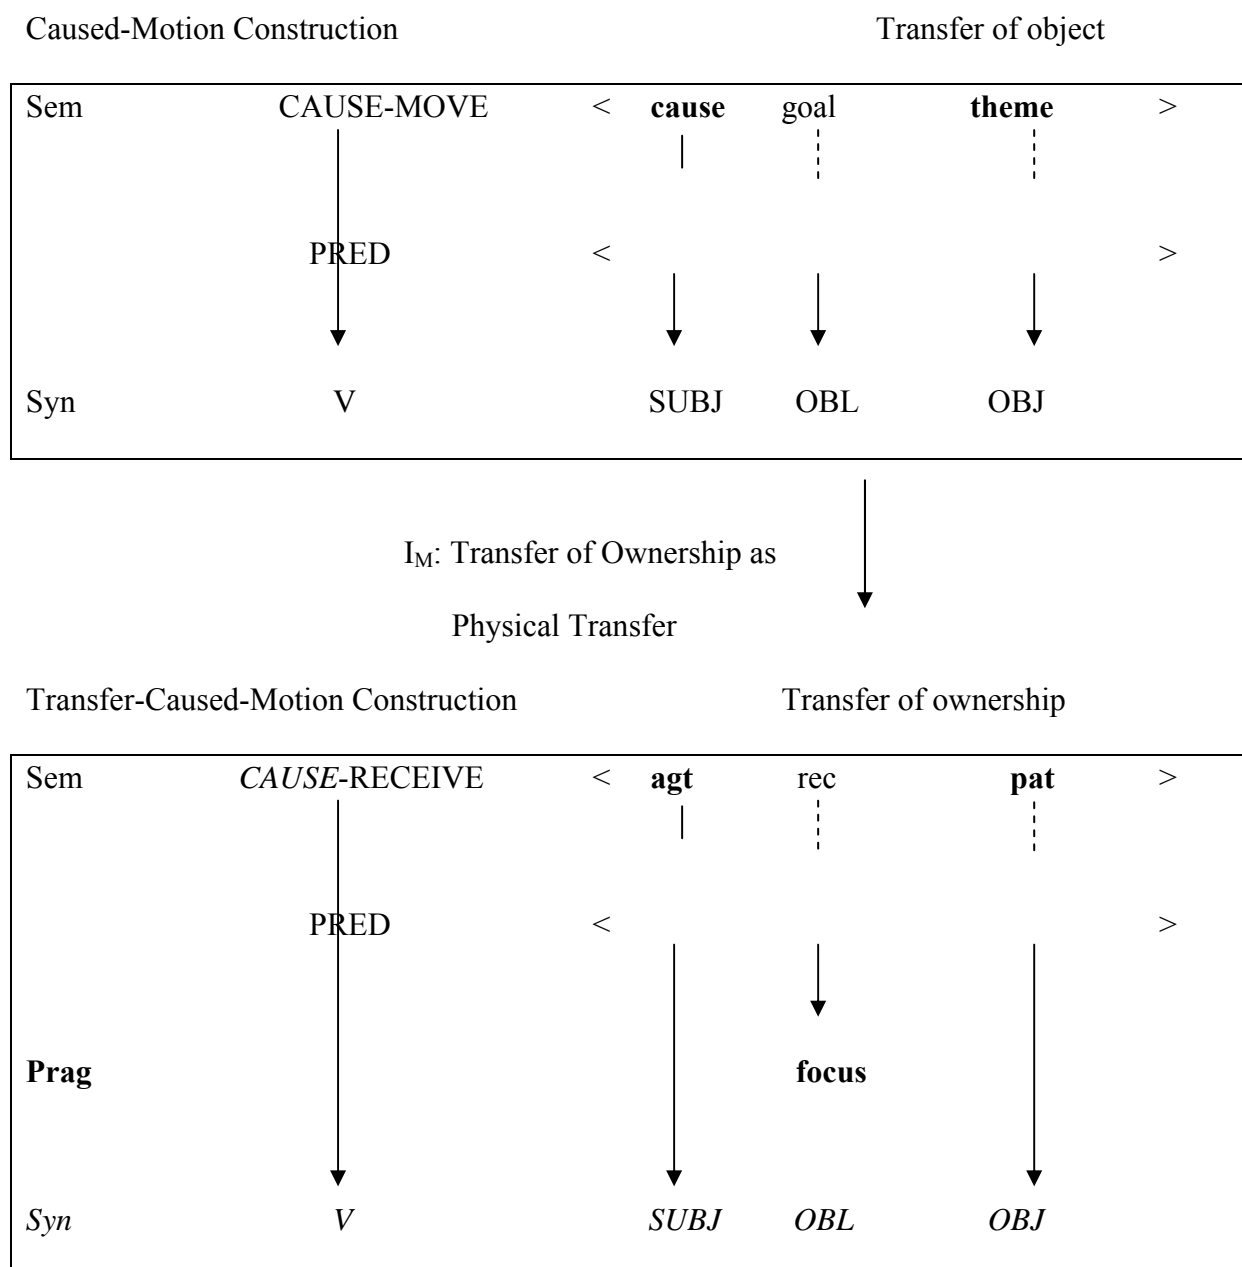 Caused-Motion Construction Transfer of object
Sem CAUSE-MOVE < cause goal theme >
PRED < >
Syn V SUBJ OBL OBJ
I_M: Transfer of Ownership as
Physical Transfer
Transfer-Caused-Motion Construction Transfer of ownership
Sem CAUSE-RECEIVE < agt rec pat >
PRED < >
Prag focus
Syn V SUBJ OBL OBJ